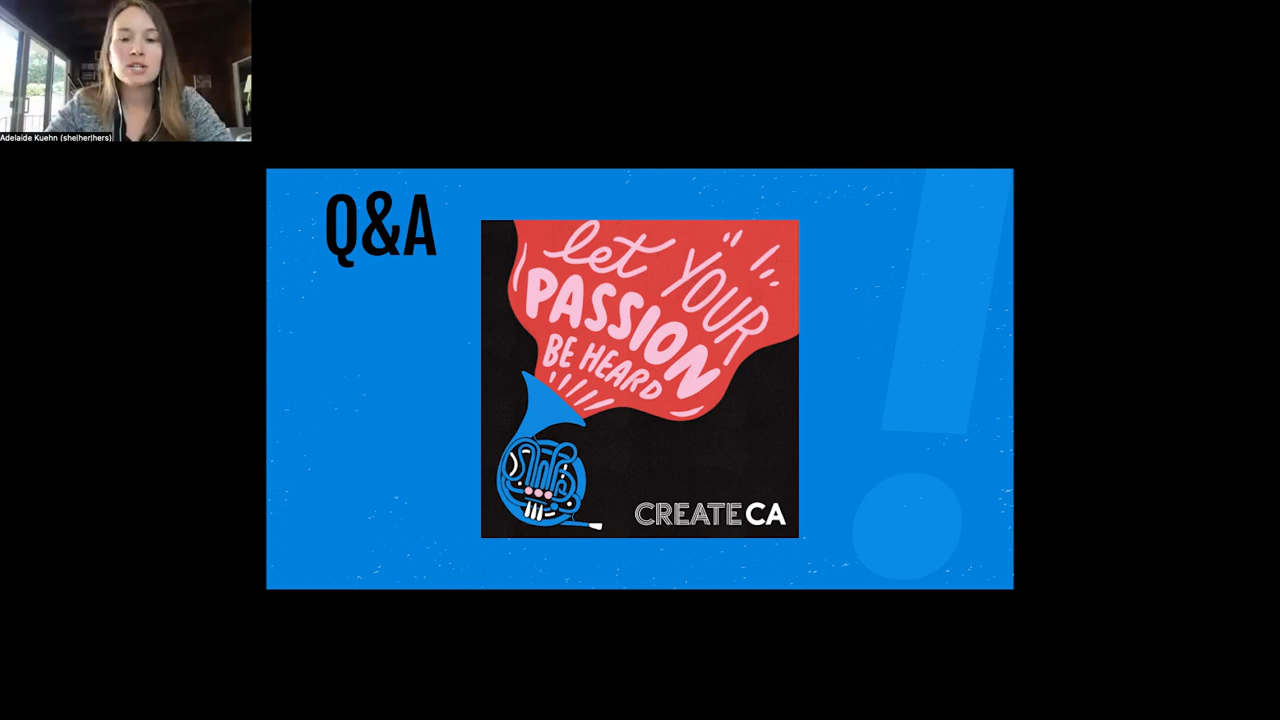 Adelaide Kuehn (she|her|hers)
Q&A
let YOUR
PASSION
BE HEARD
CREATE CA